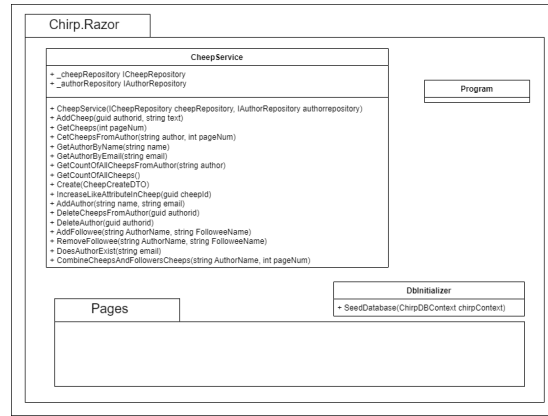 Chirp.Razor
CheepService
+ _cheepRepository ICheepRepository
+ _authorRepository IAuthorRepository
+ CheepService(ICheepRepository cheepRepository, IAuthorRepository authorrepository)
+ AddCheep(guid authorid, string text)
+ GetCheeps(int pageNum)
+ CetCheepsFromAuthor(string author, int pageNum)
+ GetAuthorByName(string name)
+ GetAuthorByEmail(string email)
+ GetCountOfAllCheepsFromAuthor(string author)
+ GetCountOfAllCheeps()
+ Create(CheepCreateDTO)
+ IncreaseLikeAttributeInCheep(guid cheepId)
+ AddAuthor(string name, string email)
+ DeleteCheepsFromAuthor(guid authorid)
+ DeleteAuthor(guid authorid)
+ AddFollowee(string AuthorName, string FolloweeName)
+ RemoveFollowee(string AuthorName, string FolloweeName)
+ DoesAuthorExist(string email)
+ CombineCheepsAndFollowersCheeps(string AuthorName, int pageNum)
Program
DbInitializer
+ SeedDatabase(ChirpDBContext chirpContext)
Pages